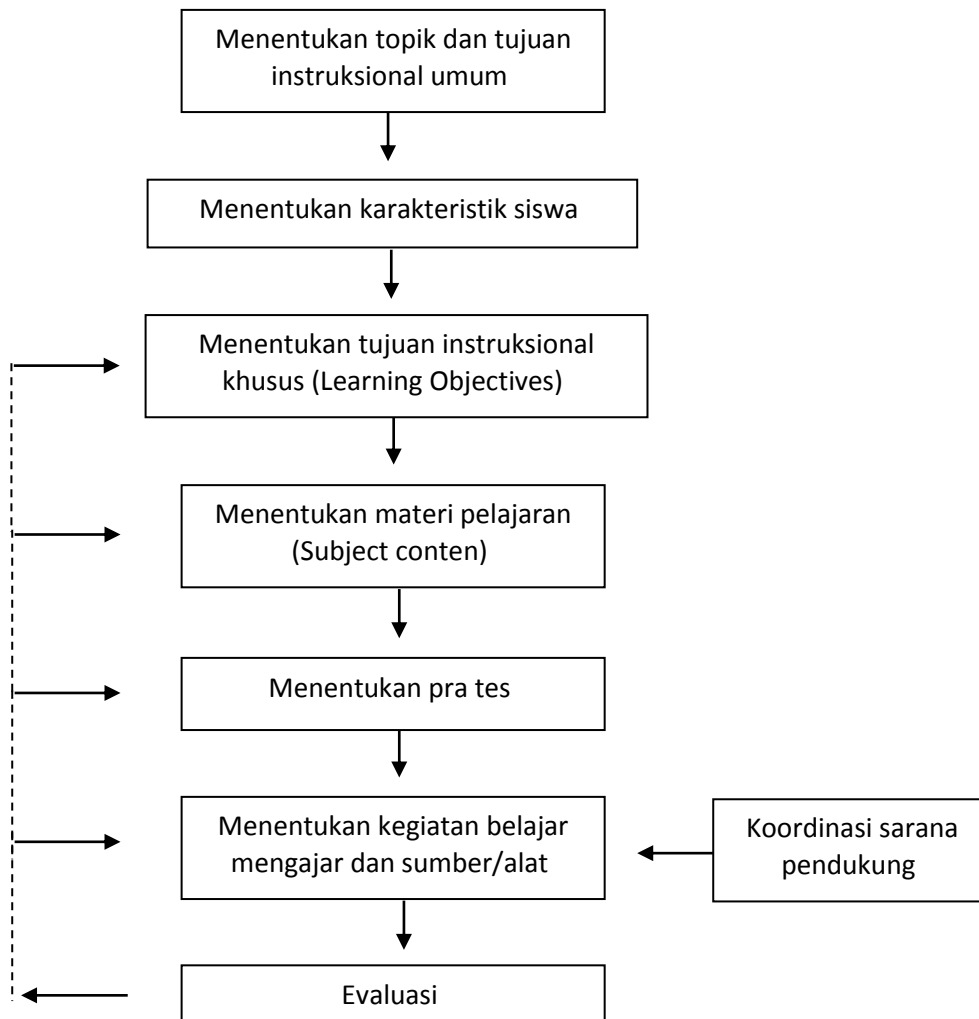 Menentukan topik dan tujuan
instruksional umum
Menentukan karakteristik siswa
Menentukan tujuan instruksional
khusus (Learning Objectives)
Menentukan materi pelajaran
(Subject conten)
Menentukan pra tes
Menentukan kegiatan belajar
mengajar dan sumber/alat
Koordinasi sarana
pendukung
Evaluasi